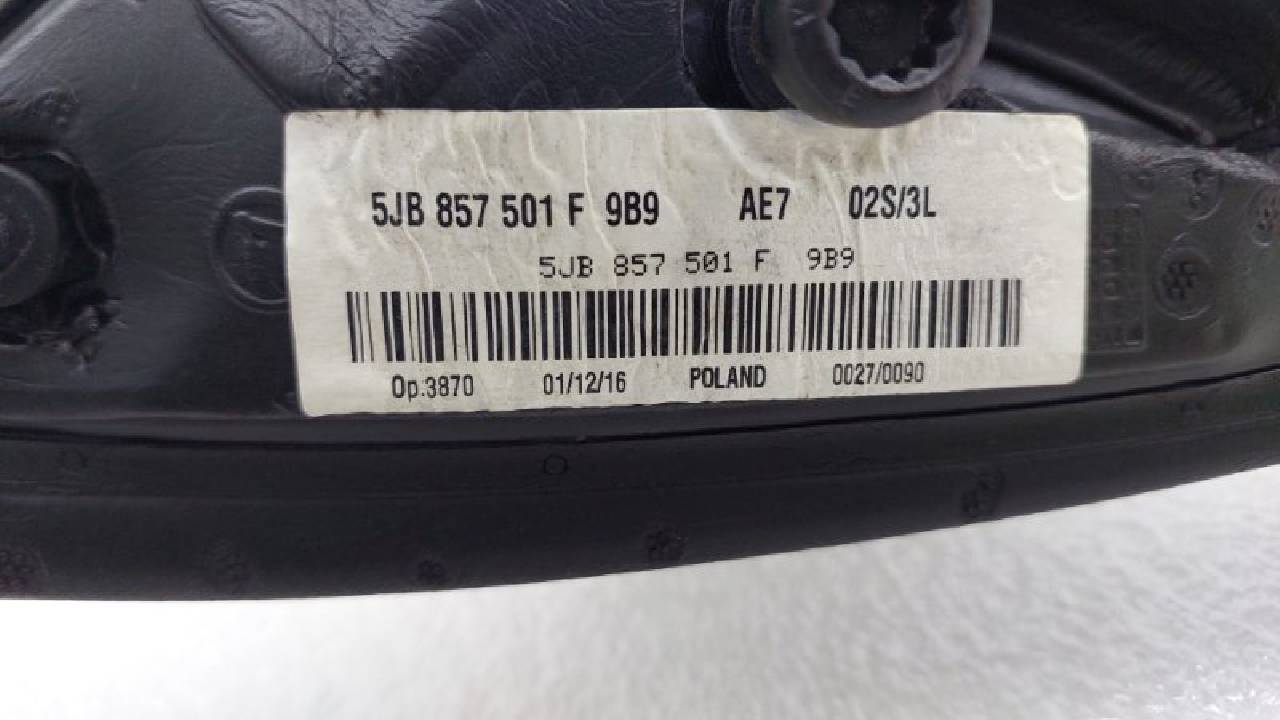 5JB 857 501 F 9B9 AE7 02S/3L
5JB 857 501 F 9B9
Op.3870 01/12/16 POLAND 0027/0090